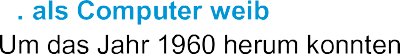 . als Computer weib
Um das Jahr 1960 herum konnten